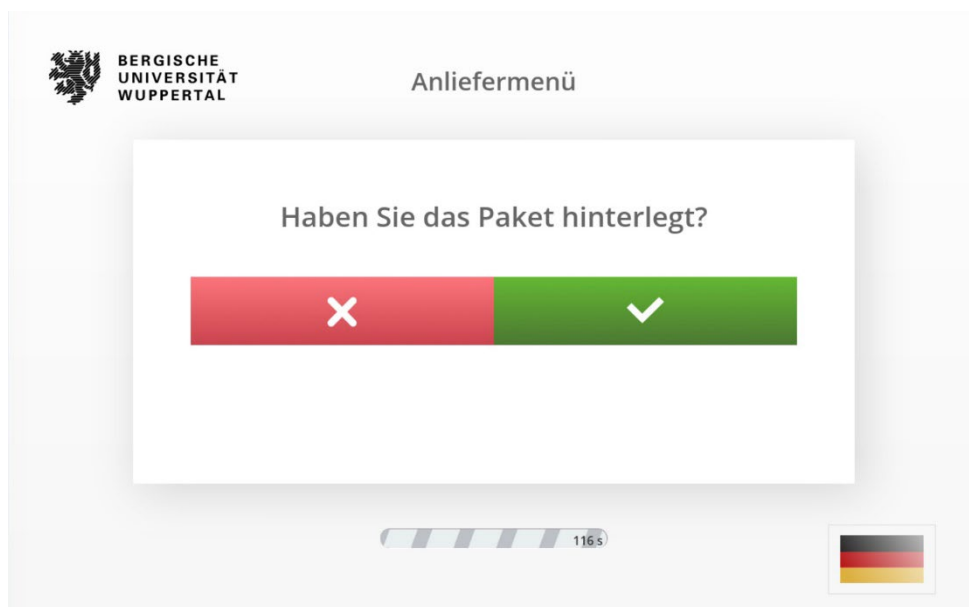 BERGISCHE
UNIVERSITÄT
WUPPERTAL
Anliefermenü
Haben Sie das Paket hinterlegt?
116 s